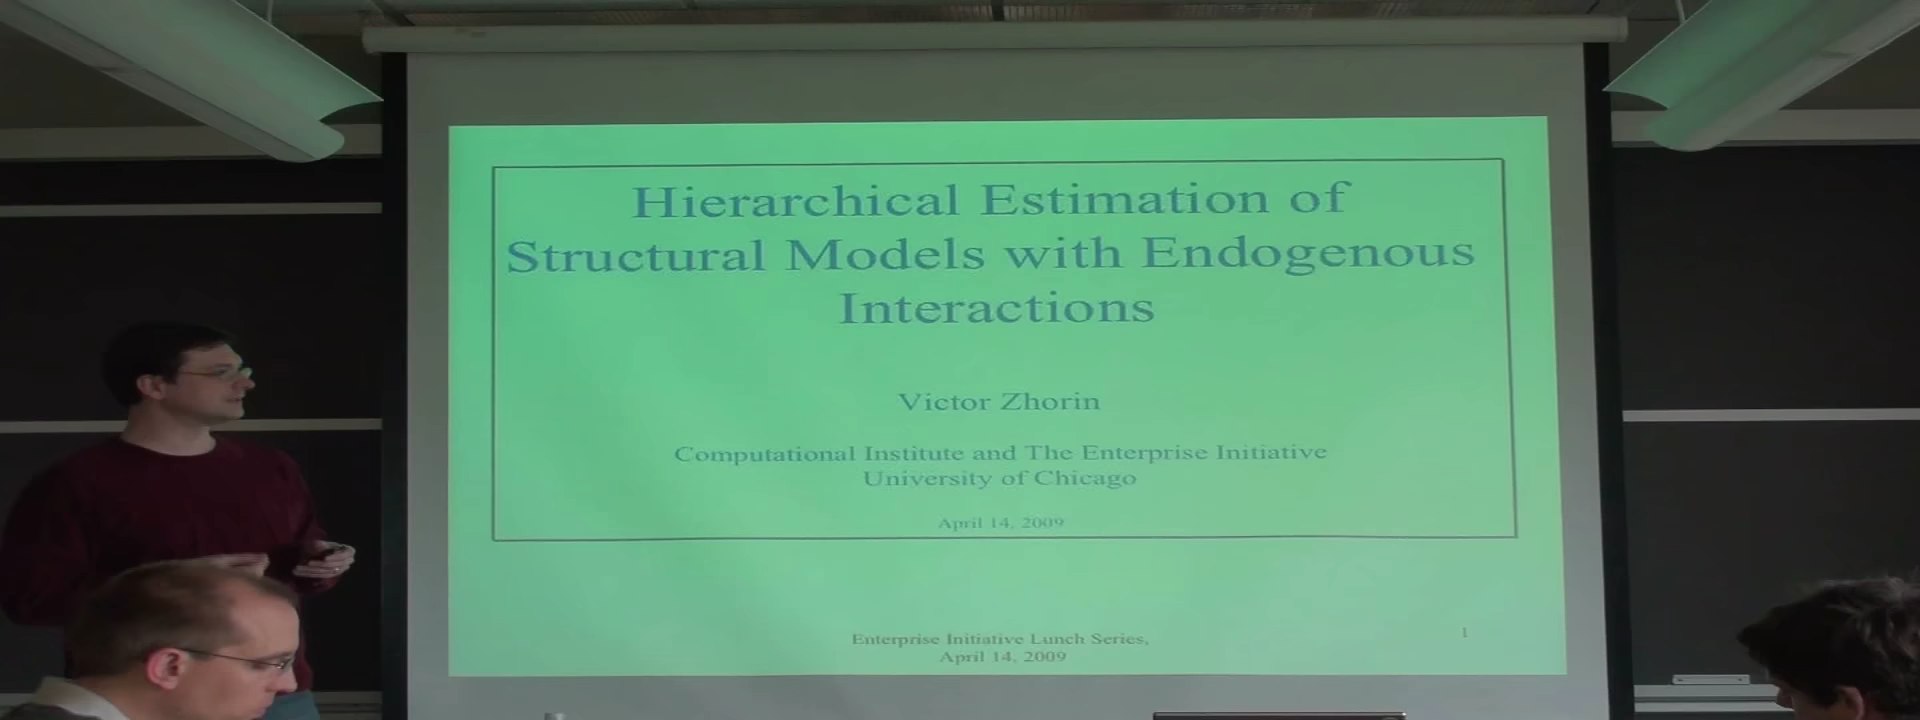 Hierarchical Estimation of
Structural Models with Endogenous
Interactions
Victor Zhorin
Computational Institute and The Enterprise Initiative
University of Chicago
April 14, 2009
Enterprise Initiative Lunch Series,
April 14, 2009
1